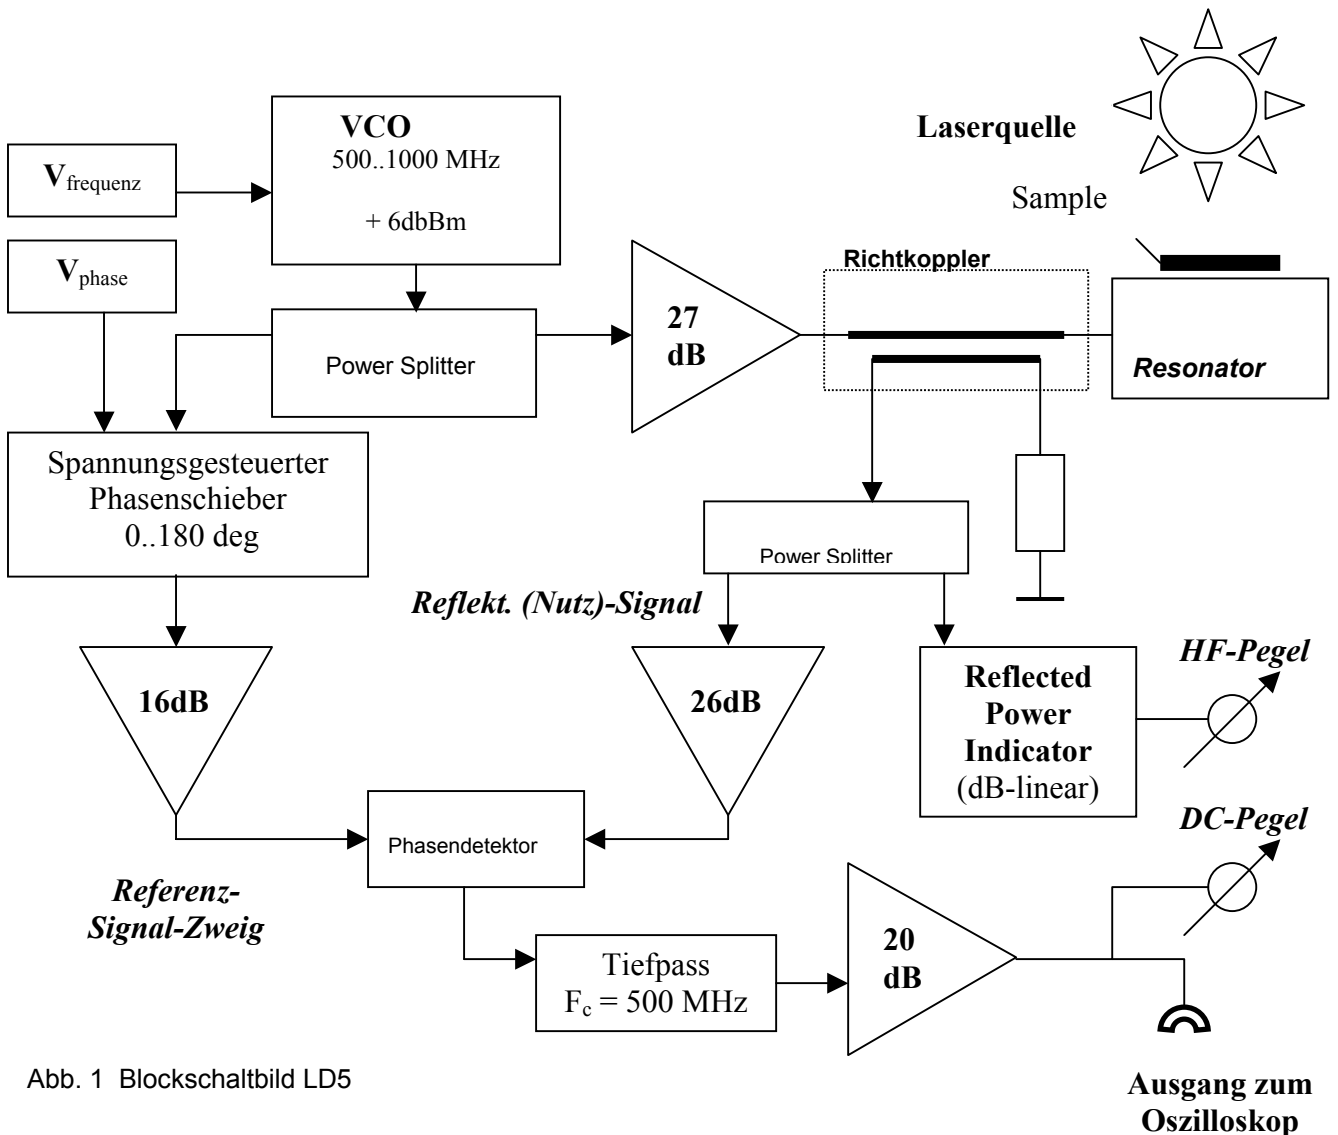 VCO
500..1000 MHz
+ 6dbBm
V frequenz
V phase
Laserquelle
Sample
Richtkoppler
27
dB
Power Splitter
Resonator
Spannungsgesteuerter
Phasenschieber
0..180 deg
Power Splitter
Reflekt. (Nutz)-Signal
16dB
26dB
Reflected
Power
Indicator
(dB-linear)
HF-Pegel
DC-Pegel
Phasendetektor
Referenz-
Signal-Zweig
Tiefpass
Fc = 500 MHz
20
dB
Abb. 1 Blockschaltbild LD5
Ausgang zum
Oszilloskop